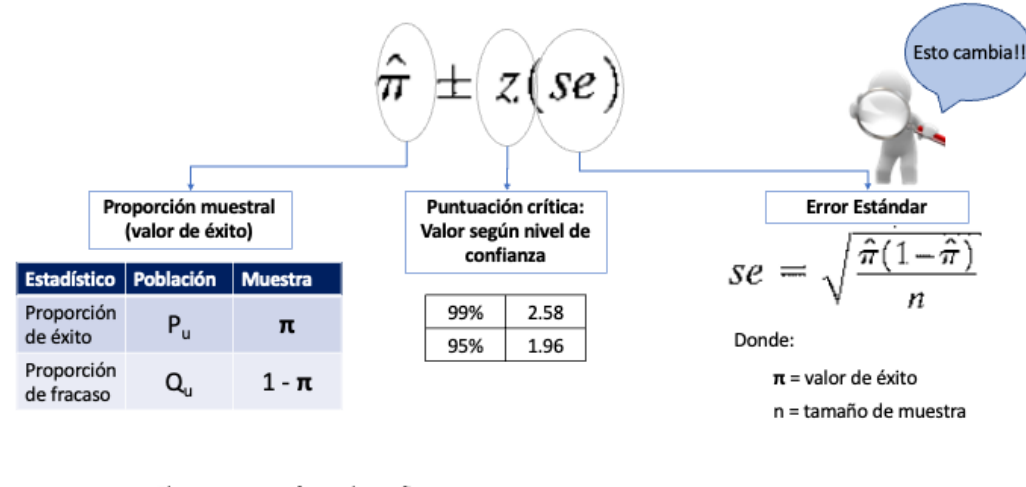 Esto cambia!!
π̂ ± z(se)
Proporción muestral
(valor de éxito)
Puntuación crítica:
Valor según nivel de
confianza
Error Estándar
se = √(π̂(1−π̂)/n)
Estadístico Población Muestra
Proporción
de éxito
Pu
π
Proporción
de fracaso
Qu
1 - π
99% 2.58
95% 1.96
Donde:
π = valor de éxito
n = tamaño de muestra